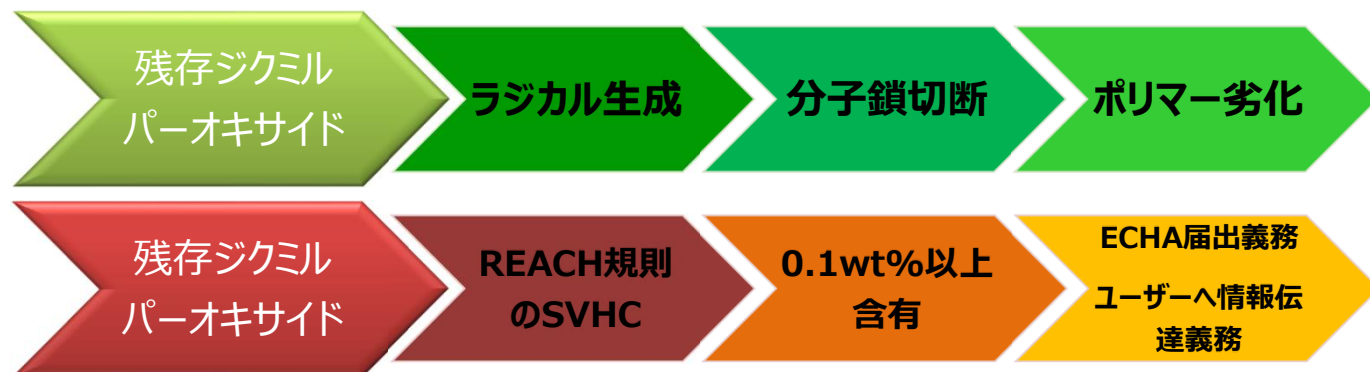 残存ジクミル
パーオキサイド
ラジカル生成
分子鎖切断
ポリマー劣化
残存ジクミル
パーオキサイド
REACH規則
のSVHC
0.1wt%以上
含有
ECHA届出義務
ユーザーへ情報伝
達義務